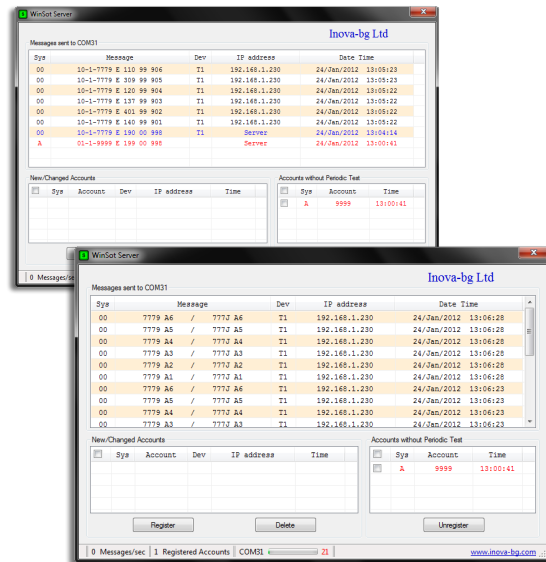 WinSot Server
Inova-bg Ltd
Messages sent to COM31
Sys Message Dev IP address Date Time
00 10-1-7779 E 110 99 906 T1 192.168.1.230 24/Jan/2012 13:05:23
00 10-1-7779 E 309 99 905 T1 192.168.1.230 24/Jan/2012 13:05:23
00 10-1-7779 E 120 99 904 T1 192.168.1.230 24/Jan/2012 13:05:22
00 10-1-7779 E 137 99 903 T1 192.168.1.230 24/Jan/2012 13:05:22
00 10-1-7779 E 401 99 902 T1 192.168.1.230 24/Jan/2012 13:05:22
00 10-1-7779 E 140 99 901 T1 192.168.1.230 24/Jan/2012 13:05:22
00 10-1-7779 E 190 00 998 T1 Server 24/Jan/2012 13:04:14
A 01-1-9999 E 199 00 998 Server 24/Jan/2012 13:00:41
New/Changed Accounts Accounts without Periodic Test
Sys Account Dev IP address Time Sys Account Time
A 9999 13:00:41
0 Messages/sec
WinSot Server
Inova-bg Ltd
Messages sent to COM31
Sys Message Dev IP address Date Time
00 7779 A6 / 777J A6 T1 192.168.1.230 24/Jan/2012 13:06:28
00 7779 A5 / 777J A5 T1 192.168.1.230 24/Jan/2012 13:06:28
00 7779 A4 / 777J A4 T1 192.168.1.230 24/Jan/2012 13:06:28
00 7779 A3 / 777J A3 T1 192.168.1.230 24/Jan/2012 13:06:28
00 7779 A2 / 777J A2 T1 192.168.1.230 24/Jan/2012 13:06:28
00 7779 A1 / 777J A1 T1 192.168.1.230 24/Jan/2012 13:06:28
00 7779 A6 / 777J A6 T1 192.168.1.230 24/Jan/2012 13:06:23
00 7779 A5 / 777J A5 T1 192.168.1.230 24/Jan/2012 13:06:23
00 7779 A4 / 777J A4 T1 192.168.1.230 24/Jan/2012 13:06:23
00 7779 A3 / 777J A3 T1 192.168.1.230 24/Jan/2012 13:06:23
New/Changed Accounts Accounts without Periodic Test
Sys Account Dev IP address Time Sys Account Time
A 9999 13:00:41
Register Delete Unregister
0 Messages/sec 1 Registered Accounts COM31 21 www.inova-bg.com